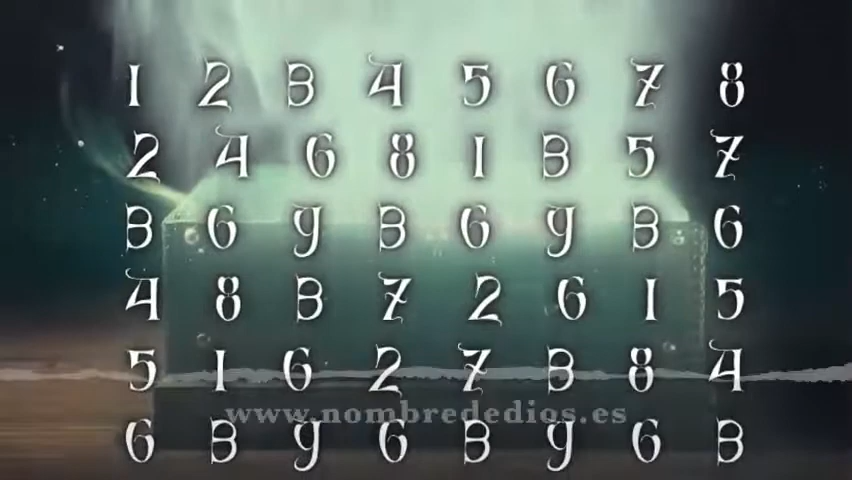 1 2 3 4 5 6 7 8
2 4 6 8 1 3 5 7
3 6 9 3 6 9 3 6
4 8 3 7 2 6 1 5
5 1 6 2 7 3 8 4
www.nombrededios.es
6 3 9 6 3 9 6 3